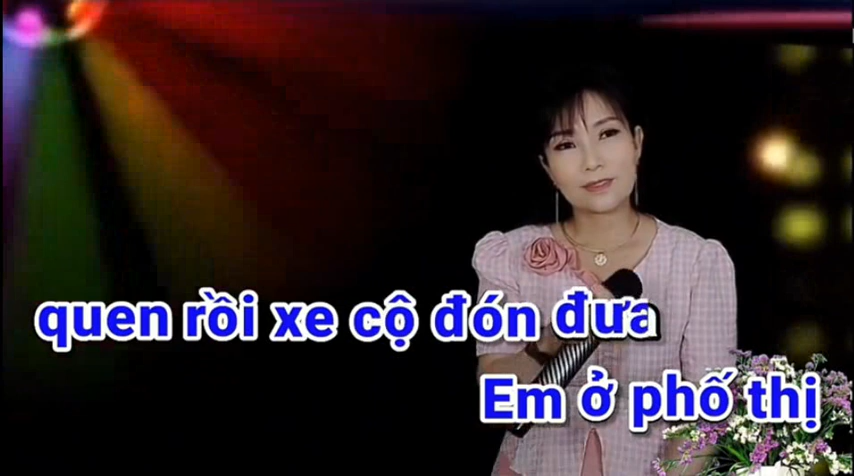 quen rồi xe cộ đón đưa
Em ở phố thị